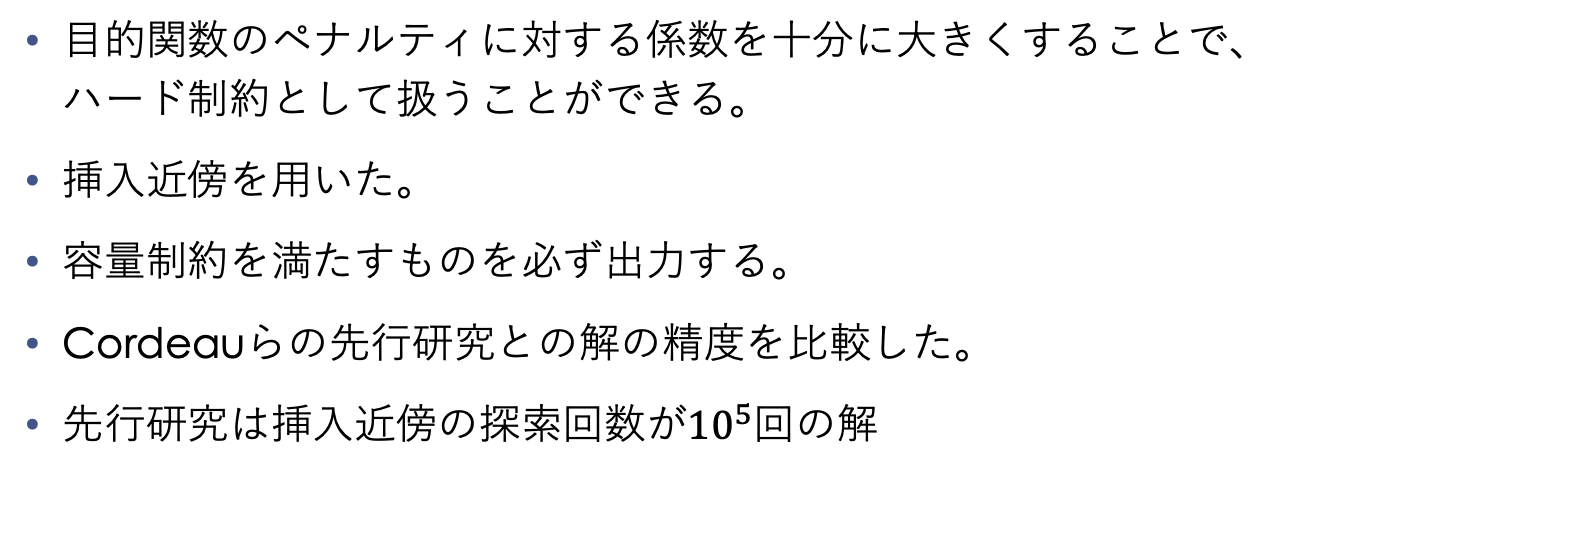 • 目的関数のペナルティに対する係数を十分に大きくすることで、
ハード制約として扱うことができる。
• 挿入近傍を用いた。
• 容量制約を満たすものを必ず出力する。
• Cordeauらの先行研究との解の精度を比較した。
• 先行研究は挿入近傍の探索回数が10⁵回の解